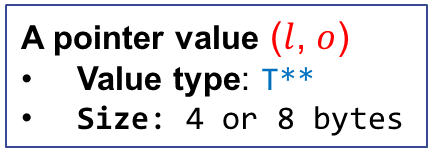 A pointer value (l, o)
• Value type: T**
• Size: 4 or 8 bytes